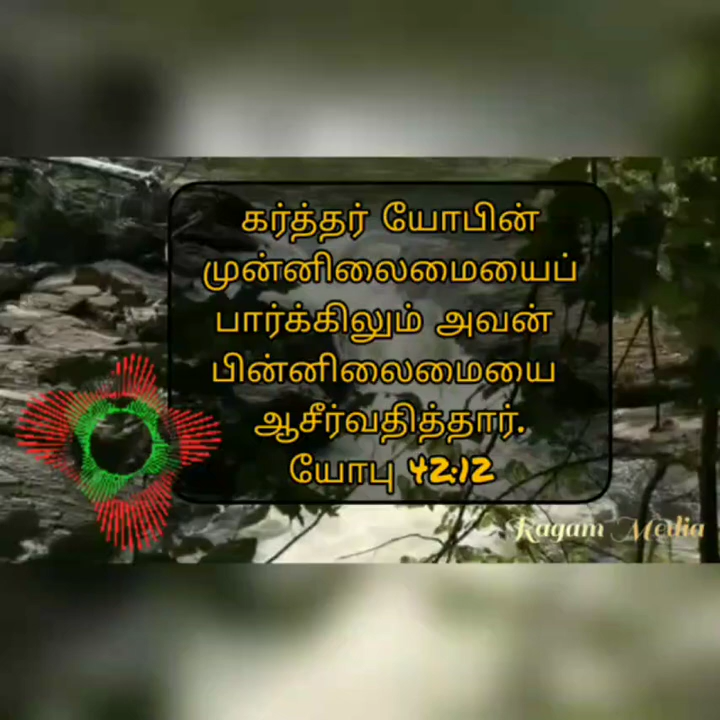 கர்த்தர் யோபின்
முன்னிலைமையைப்
பார்க்கிலும் அவன்
பின்னிலைமையை
ஆசீர்வதித்தார்.
யோபு 42:12
Ragam Media